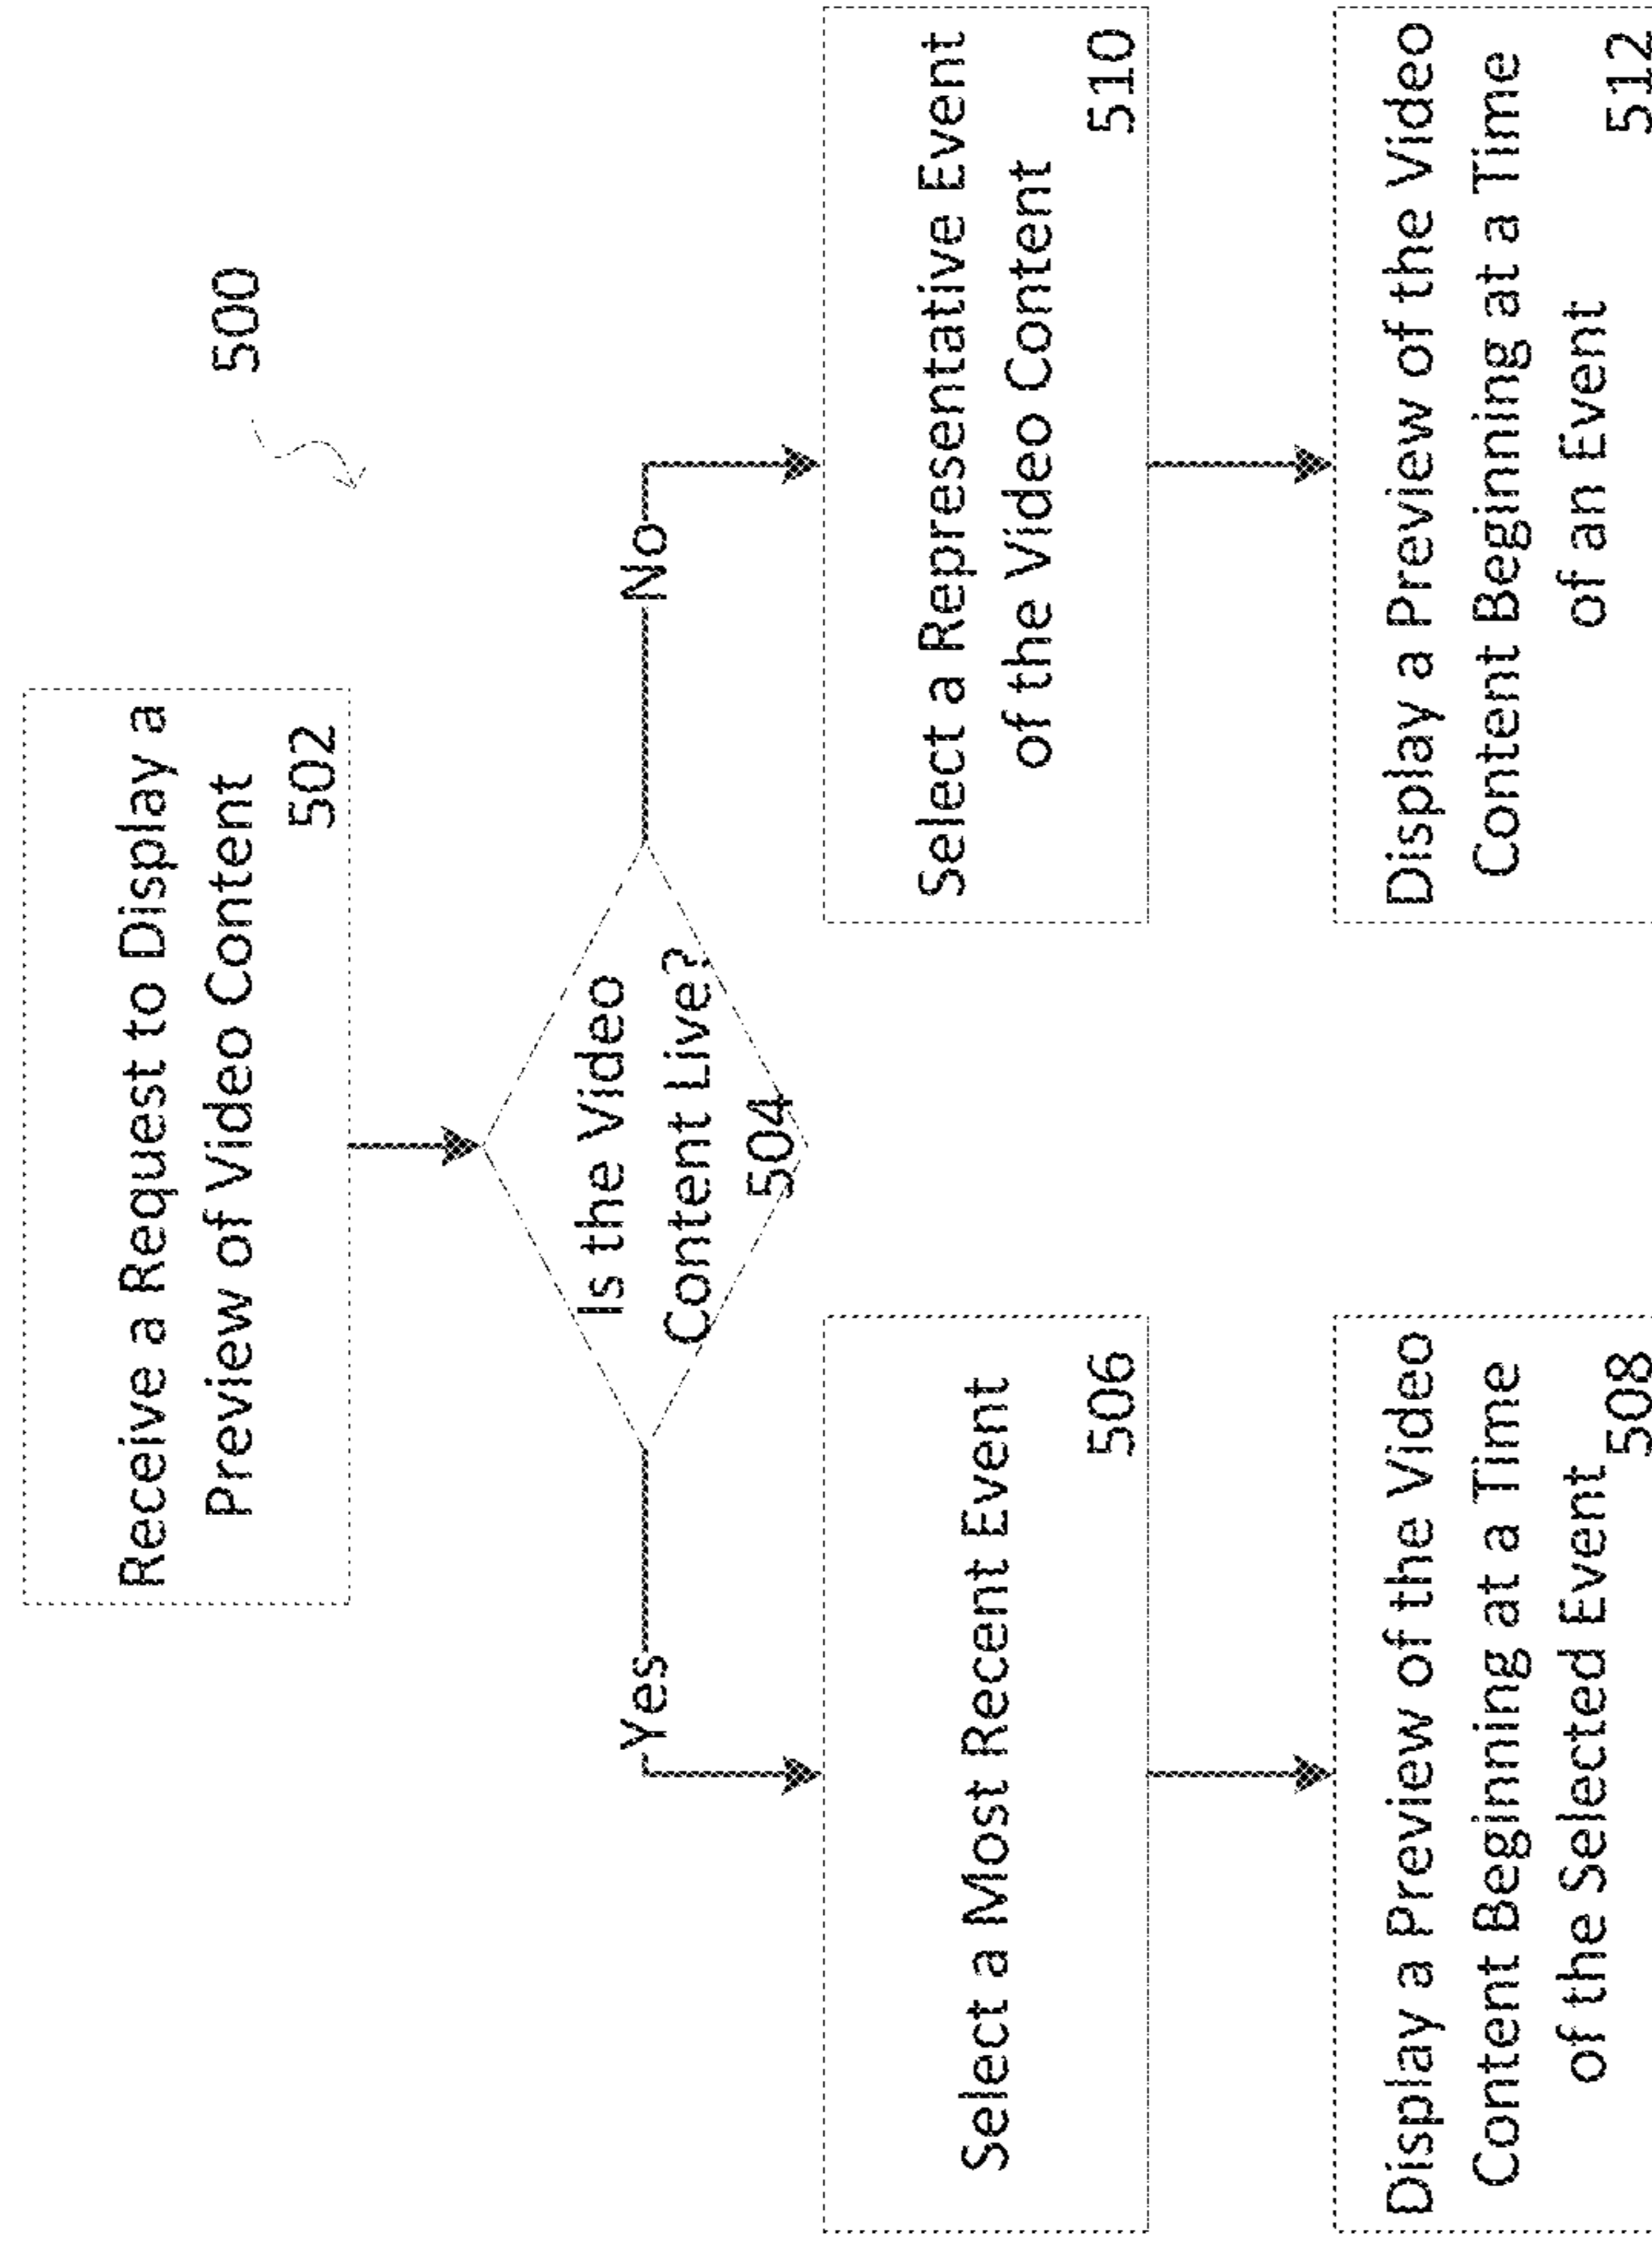 500
Receive a Request to Display a
Preview of Video Content
502
Is the Video
Content Live?
504
Yes
No
Select a Most Recent Event
506
Select a Representative Event
of the Video Content
510
Display a Preview of the Video
Content Beginning at a Time
of the Selected Event
508
Display a Preview of the Video
Content Beginning at a Time
of an Event
512